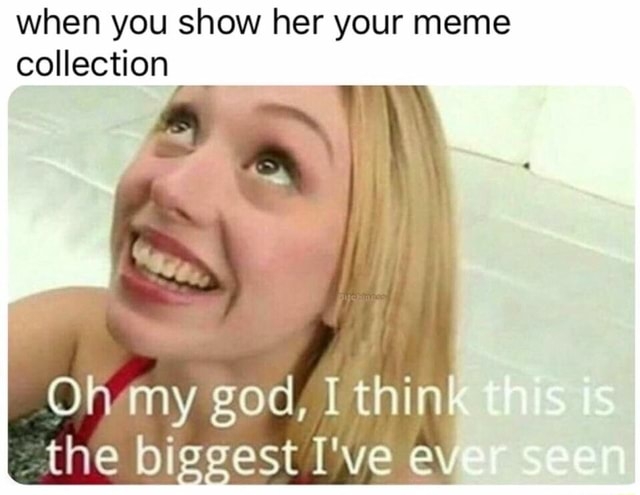 when you show her your meme
collection
Oh my god, I think this is
the biggest I've ever seen